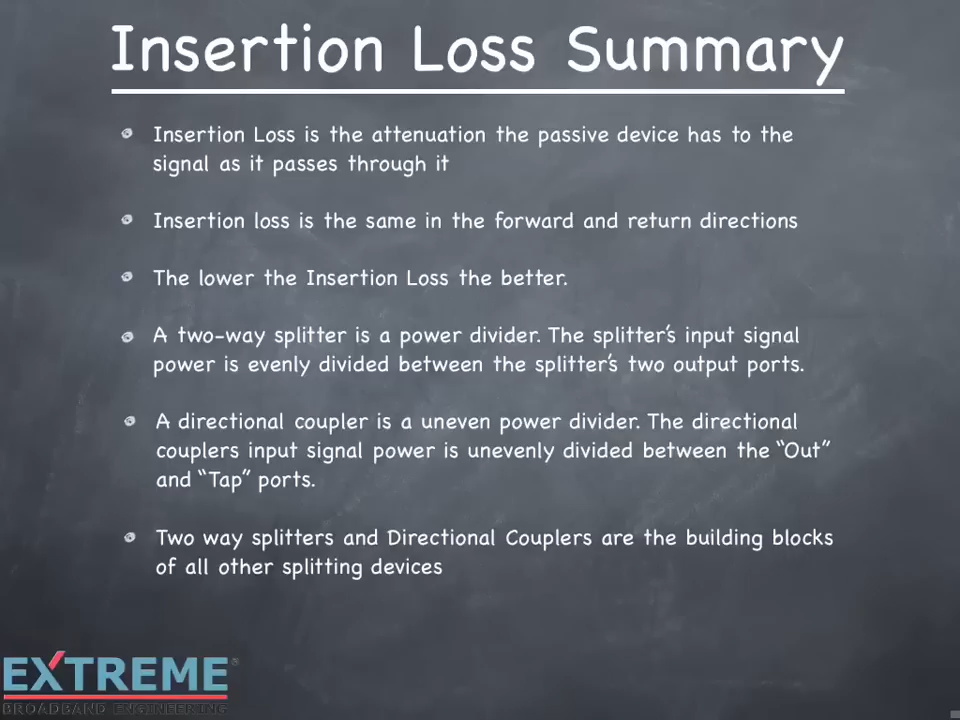 Insertion Loss Summary
Insertion Loss is the attenuation the passive device has to the
signal as it passes through it
Insertion loss is the same in the forward and return directions
The lower the Insertion Loss the better.
A two-way splitter is a power divider. The splitter's input signal
power is evenly divided between the splitter's two output ports.
A directional coupler is a uneven power divider. The directional
couplers input signal power is unevenly divided between the "Out"
and "Tap" ports.
Two way splitters and Directional Couplers are the building blocks
of all other splitting devices
EXTREME®
BROADBAND ENGINEERING